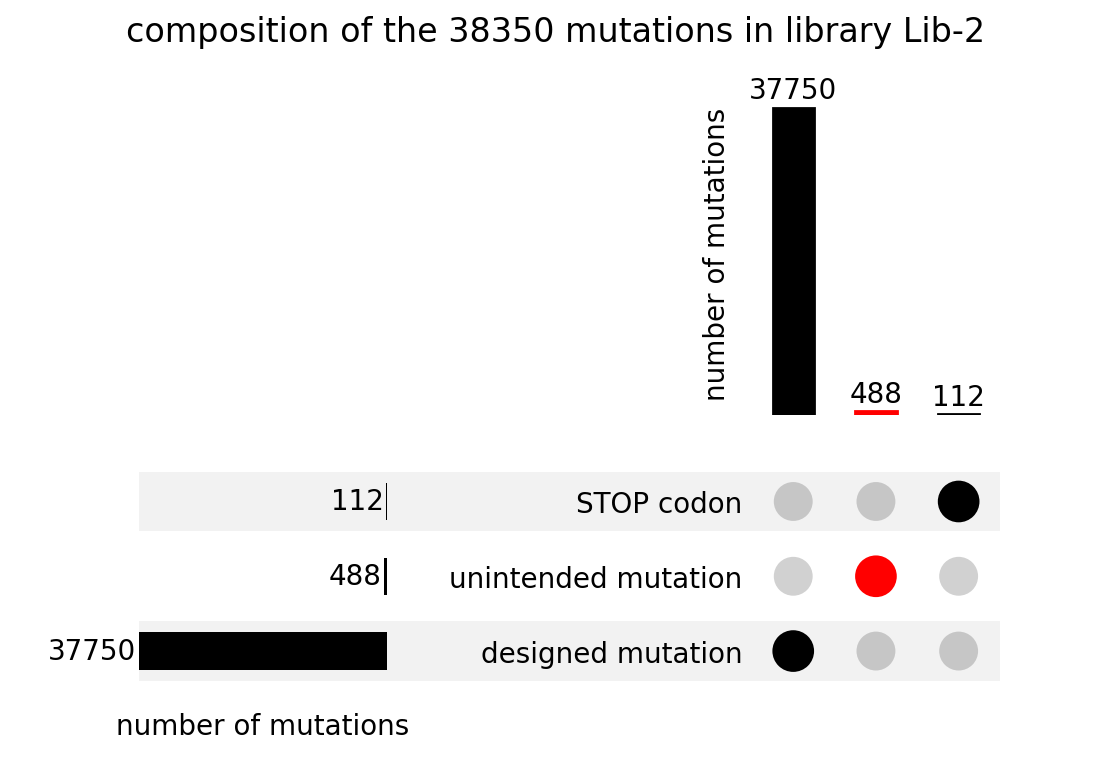 composition of the 38350 mutations in library Lib-2
37750
number of mutations
488
112
112
STOP codon
488
unintended mutation
37750
designed mutation
number of mutations